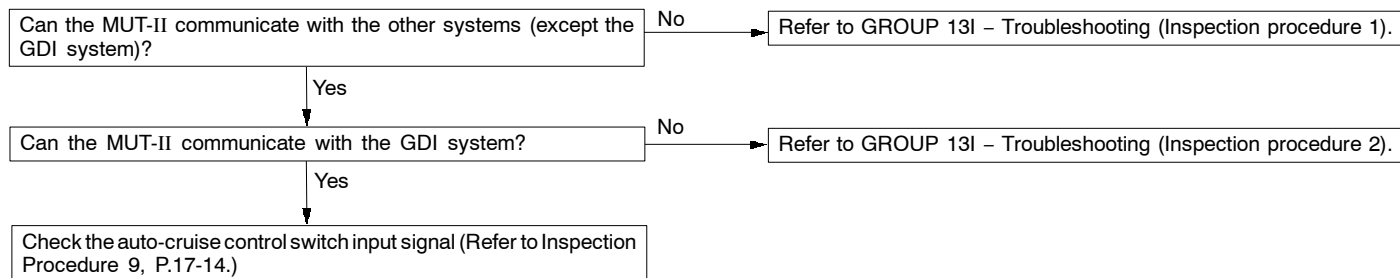 Can the MUT-II communicate with the other systems (except the
GDI system)?
No
Refer to GROUP 13I – Troubleshooting (Inspection procedure 1).
Yes
Can the MUT-II communicate with the GDI system?
No
Refer to GROUP 13I – Troubleshooting (Inspection procedure 2).
Yes
Check the auto-cruise control switch input signal (Refer to Inspection
Procedure 9, P.17-14.)